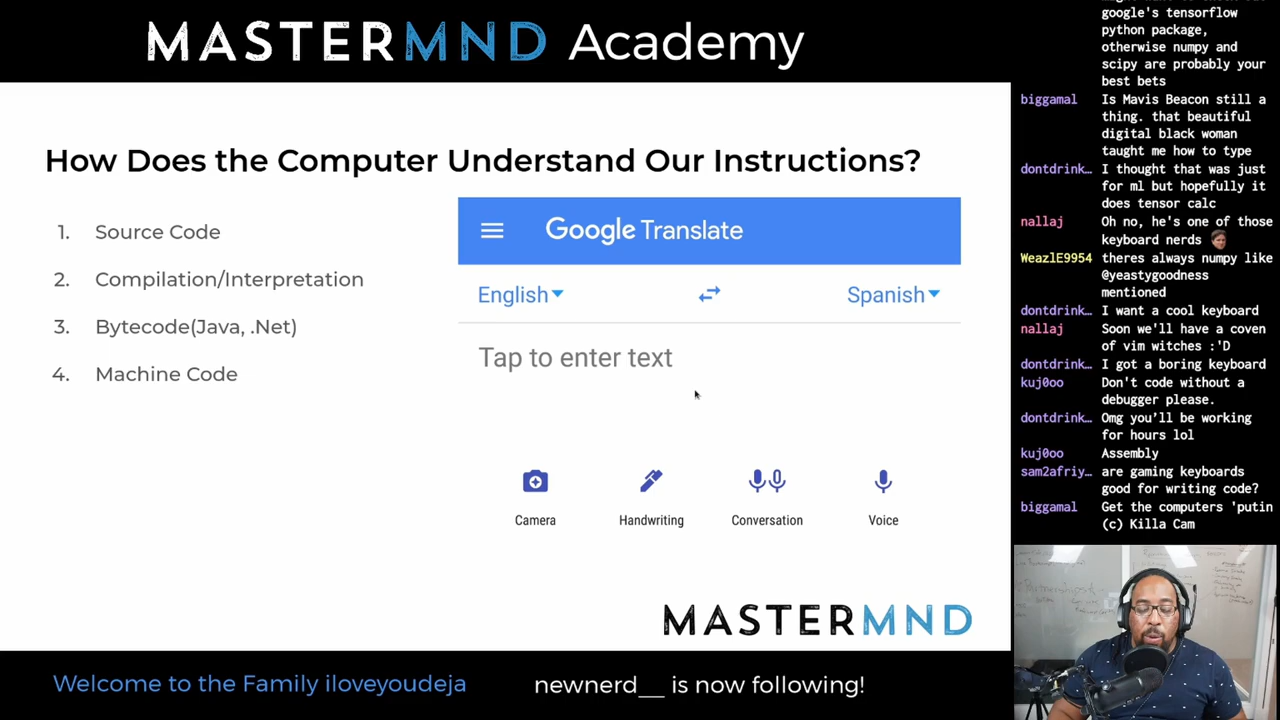 MASTERMND Academy
How Does the Computer Understand Our Instructions?
1. Source Code
2. Compilation/Interpretation
3. Bytecode(Java, .Net)
4. Machine Code
Google Translate
English
Spanish
Tap to enter text
Camera
Handwriting
Conversation
Voice
MASTERMND
Welcome to the Family iloveyoudeja
newnerd__ is now following!
google's tensorflow
python package,
otherwise numpy and
scipy are probably your
best bets
biggamal Is Mavis Beacon still a
thing. that beautiful
digital black woman
taught me how to type
dontdrink… I thought that was just
for ml but hopefully it
does tensor calc
nallaj Oh no, he's one of those
keyboard nerds
WeazlE9954 theres always numpy like
@yeastygoodness
mentioned
dontdrink… I want a cool keyboard
nallaj Soon we'll have a coven
of vim witches :'D
dontdrink… I got a boring keyboard
kuj0oo Don't code without a
debugger please.
dontdrink… Omg you'll be working
for hours lol
kuj0oo Assembly
sam2afriy… are gaming keyboards
good for writing code?
biggamal Get the computers 'putin
(c) Killa Cam